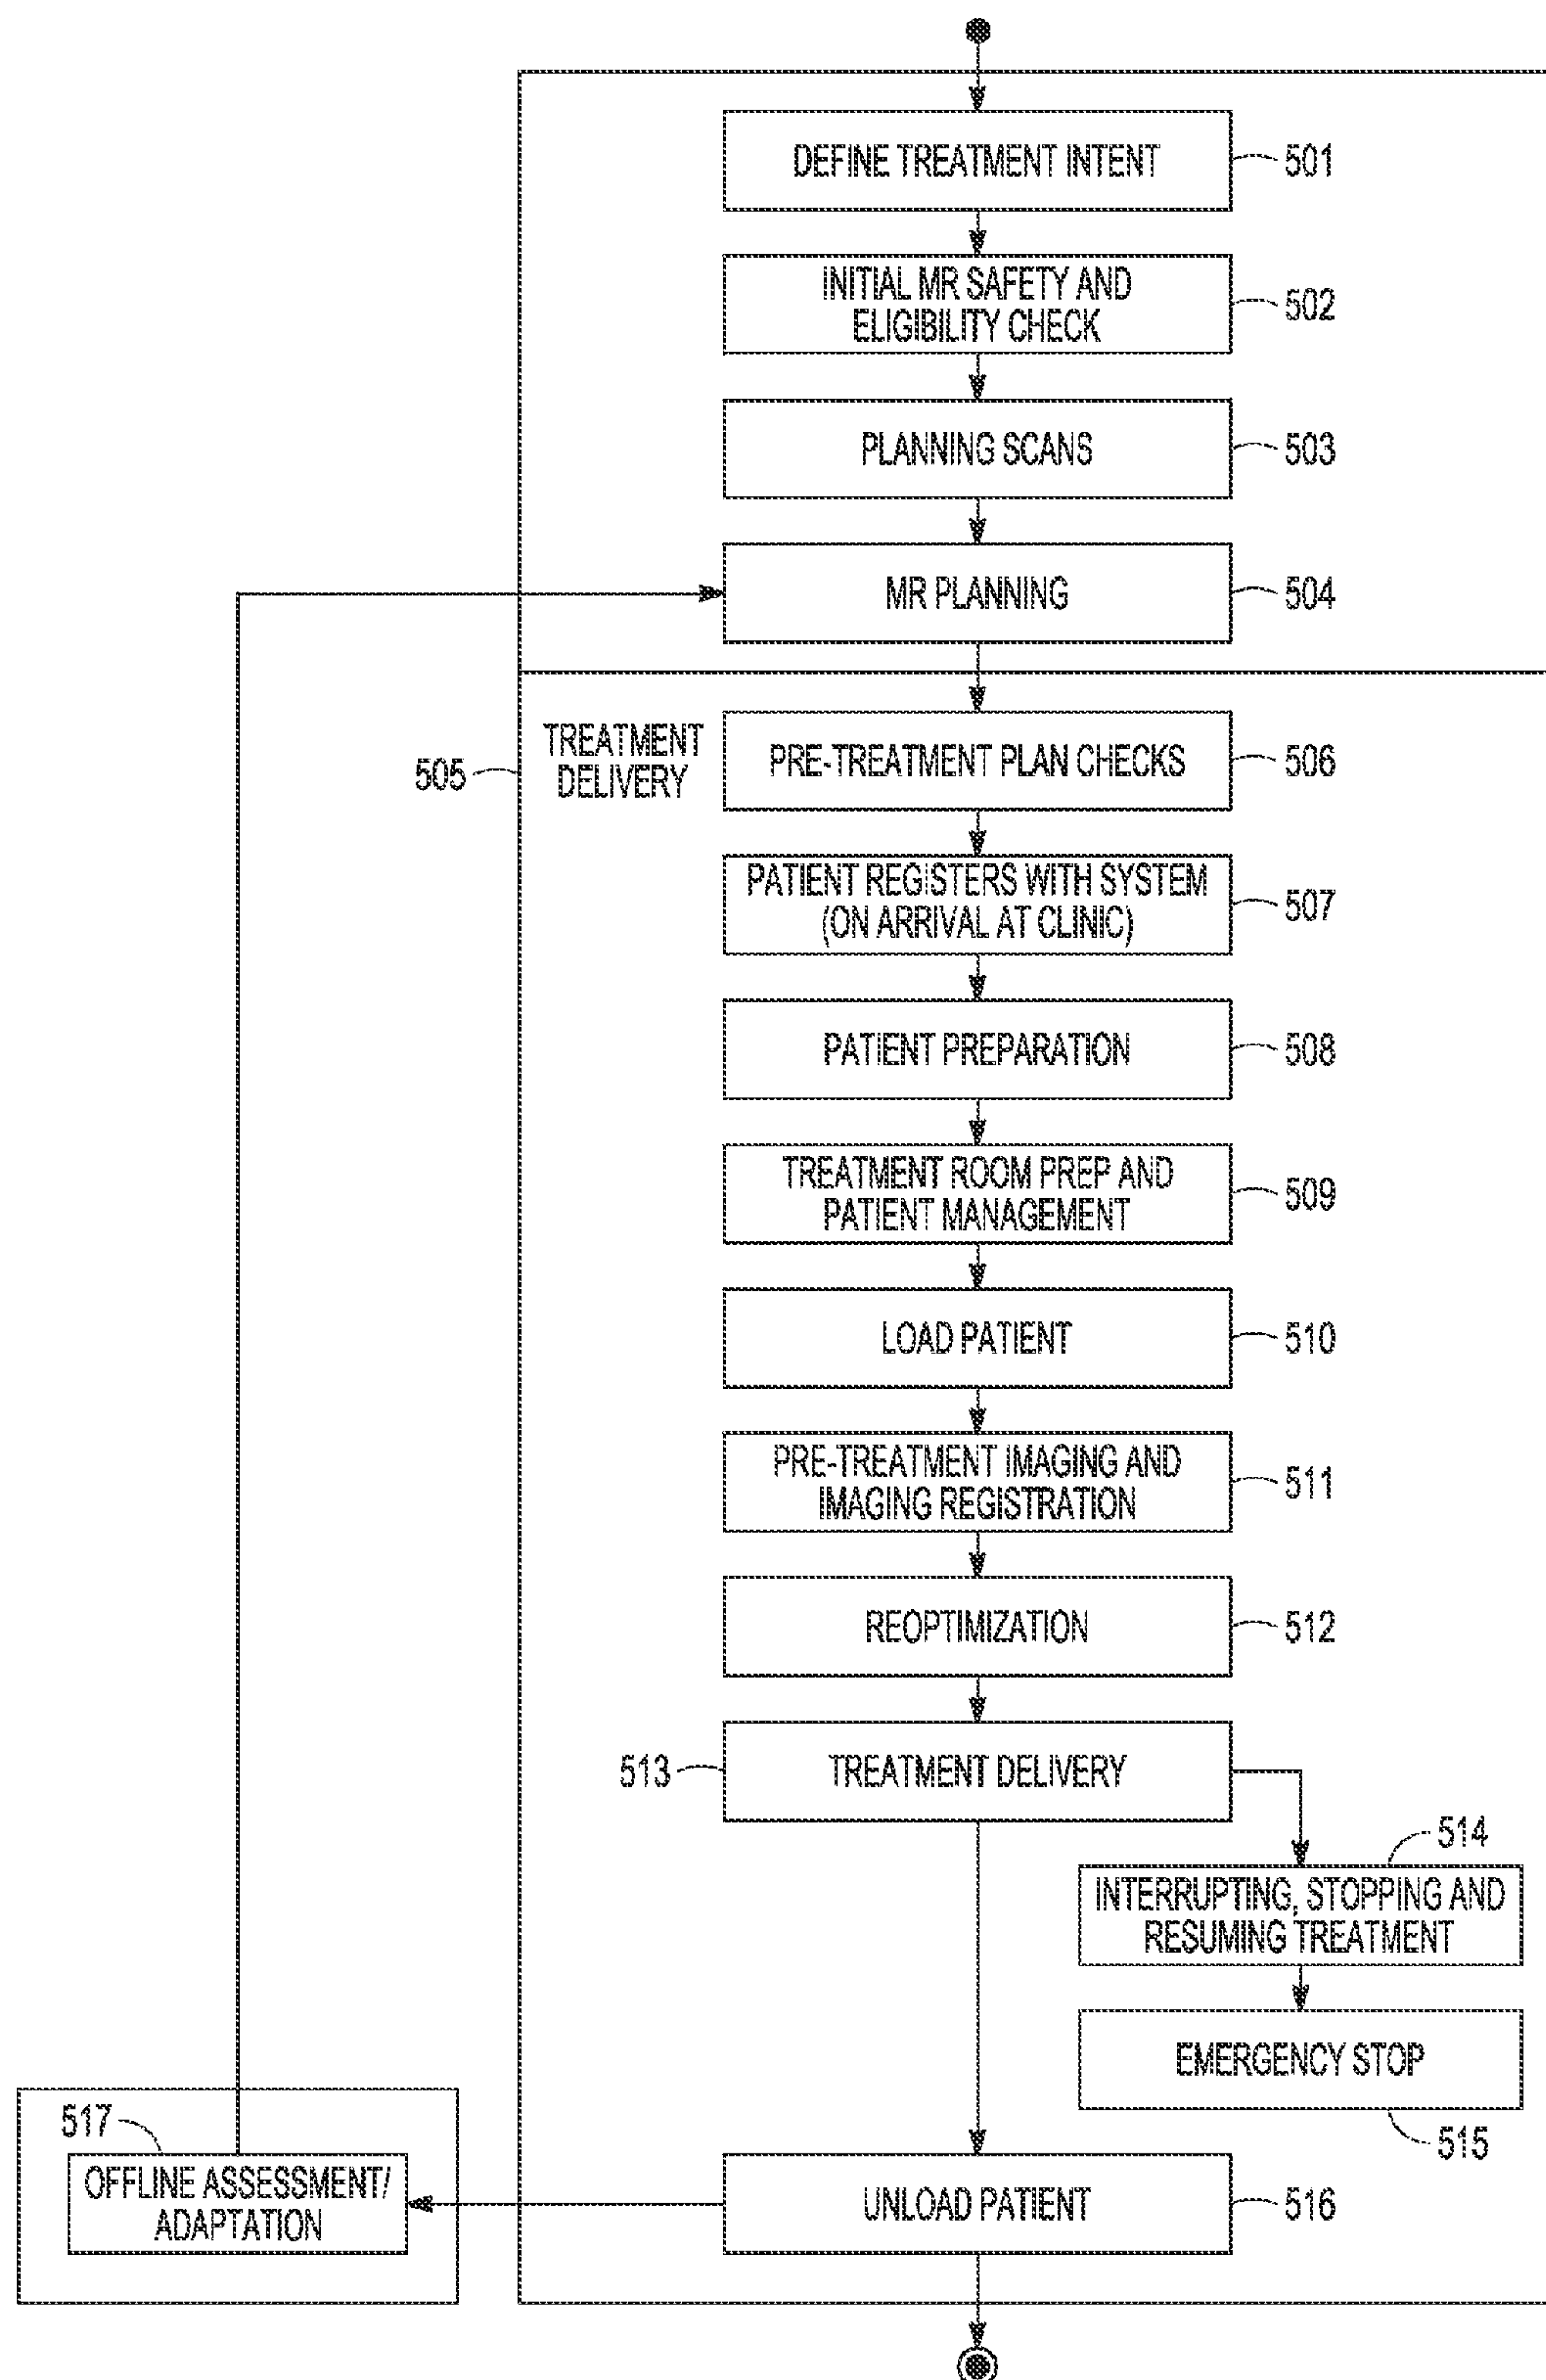 DEFINE TREATMENT INTENT
501
INITIAL MR SAFETY AND
ELIGIBILITY CHECK
502
PLANNING SCANS
503
MR PLANNING
504
505
TREATMENT
DELIVERY
PRE-TREATMENT PLAN CHECKS
506
PATIENT REGISTERS WITH SYSTEM
(ON ARRIVAL AT CLINIC)
507
PATIENT PREPARATION
508
TREATMENT ROOM PREP AND
PATIENT MANAGEMENT
509
LOAD PATIENT
510
PRE-TREATMENT IMAGING AND
IMAGING REGISTRATION
511
REOPTIMIZATION
512
513
TREATMENT DELIVERY
514
INTERRUPTING, STOPPING AND
RESUMING TREATMENT
EMERGENCY STOP
515
517
OFFLINE ASSESSMENT/
ADAPTATION
UNLOAD PATIENT
516